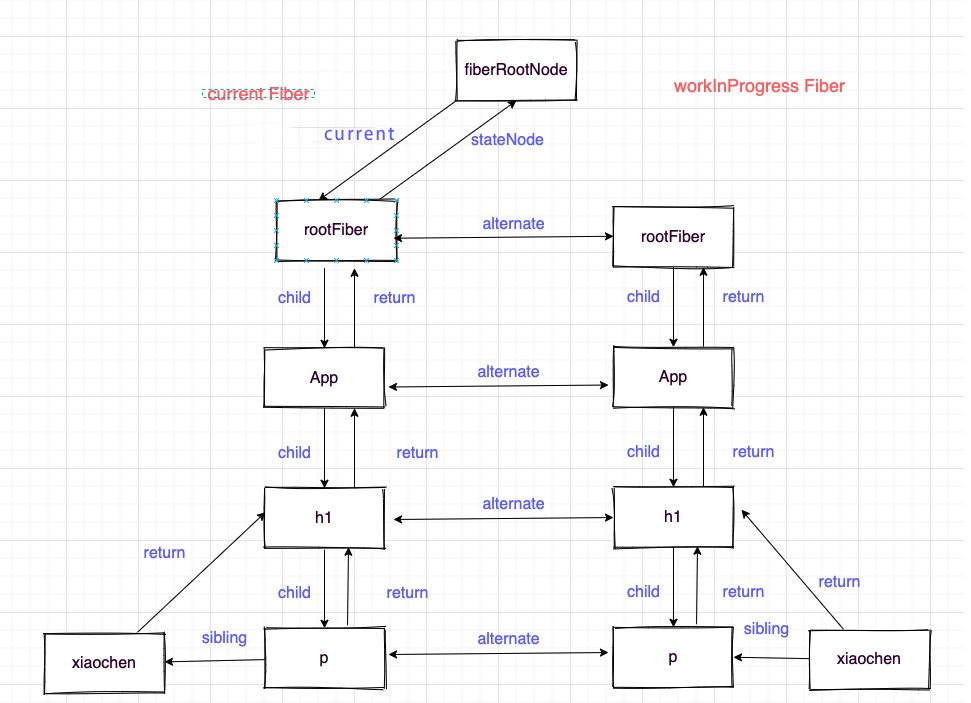 fiberRootNode
current Fiber
workInProgress Fiber
current
stateNode
rootFiber
alternate
rootFiber
child
return
child
return
App
alternate
App
child
return
child
return
h1
alternate
h1
return
child
return
child
return
return
sibling
alternate
sibling
xiaochen
p
p
xiaochen